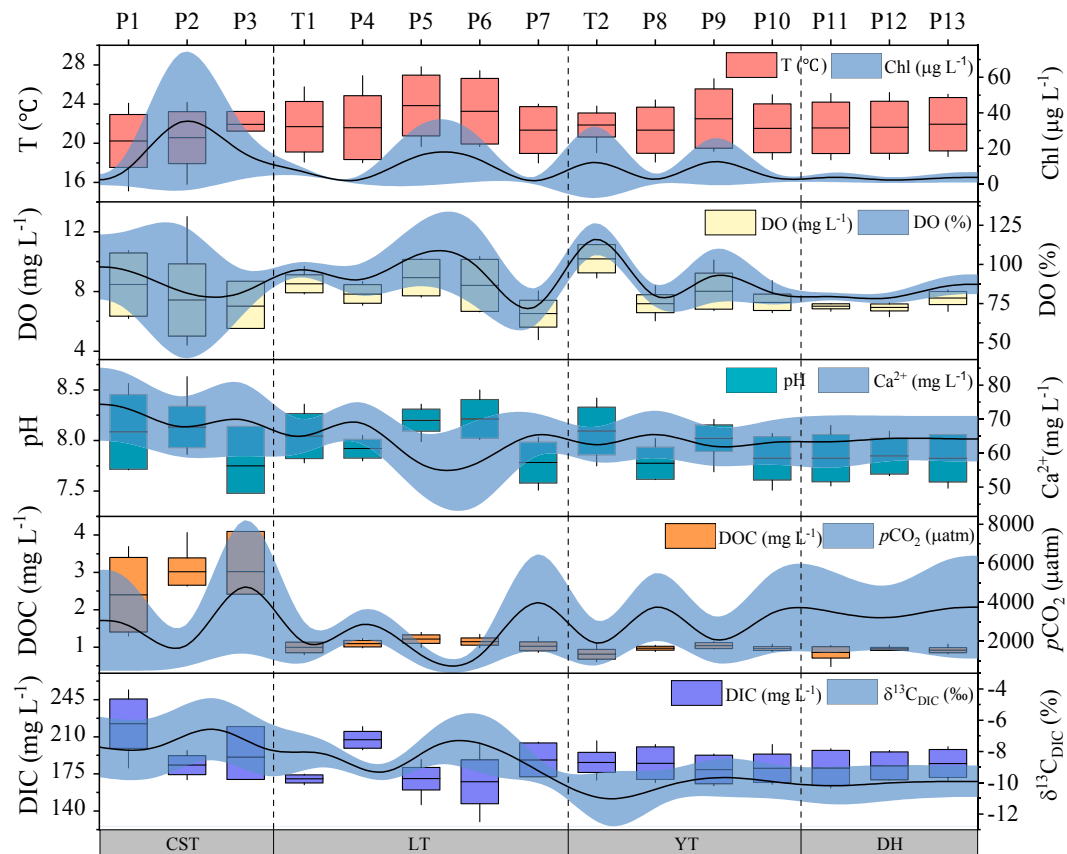 P1 P2 P3 T1 P4 P5 P6 P7 T2 P8 P9 P10 P11 P12 P13
T (℃)
28
24
20
16
T (℃) Chl (μg L⁻¹)
60
40
20
0
Chl (μg L⁻¹)
DO (mg L⁻¹)
12
8
4
DO (mg L⁻¹) DO (%)
125
100
75
50
DO (%)
pH
8.5
8.0
7.5
pH Ca²⁺ (mg L⁻¹)
80
70
60
50
Ca²⁺(mg L⁻¹)
DOC (mg L⁻¹)
4
3
2
1
DOC (mg L⁻¹) pCO₂ (μatm)
8000
6000
4000
2000
pCO₂ (μatm)
DIC (mg L⁻¹)
245
210
175
140
DIC (mg L⁻¹) δ¹³C_DIC (‰)
-4
-6
-8
-10
-12
δ¹³C_DIC (%)
CST LT YT DH